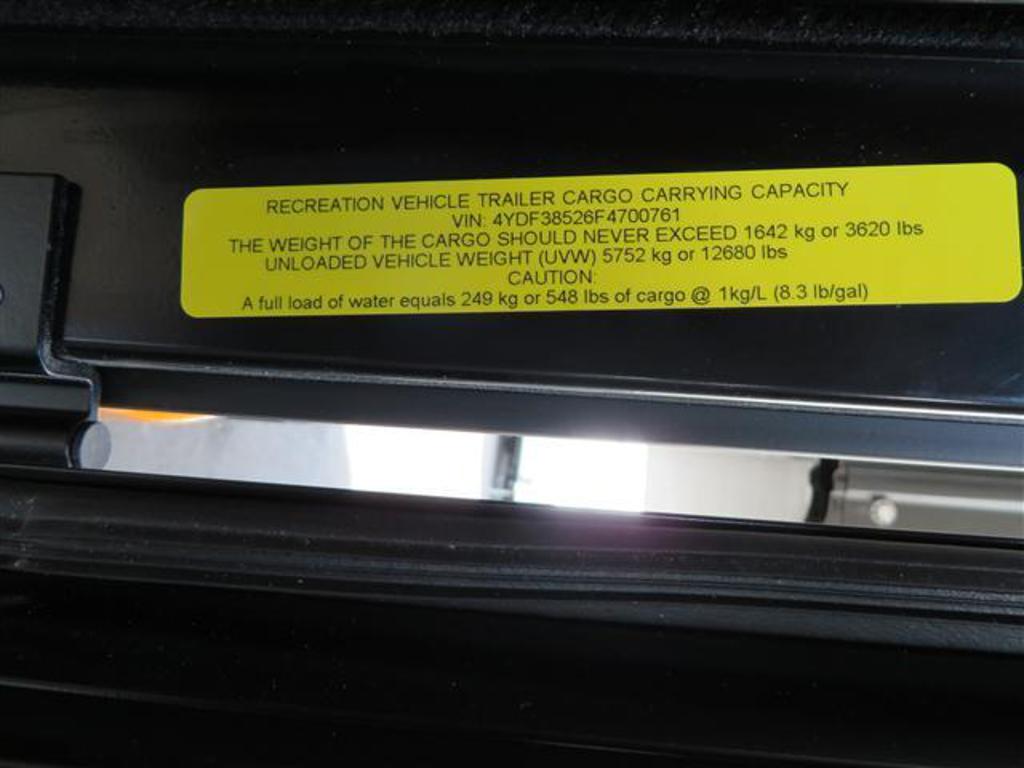 RECREATION VEHICLE TRAILER CARGO CARRYING CAPACITY
VIN: 4YDF38526F4700761
THE WEIGHT OF THE CARGO SHOULD NEVER EXCEED 1642 kg or 3620 lbs
UNLOADED VEHICLE WEIGHT (UVW) 5752 kg or 12680 lbs
CAUTION:
A full load of water equals 249 kg or 548 lbs of cargo @ 1kg/L (8.3 lb/gal)